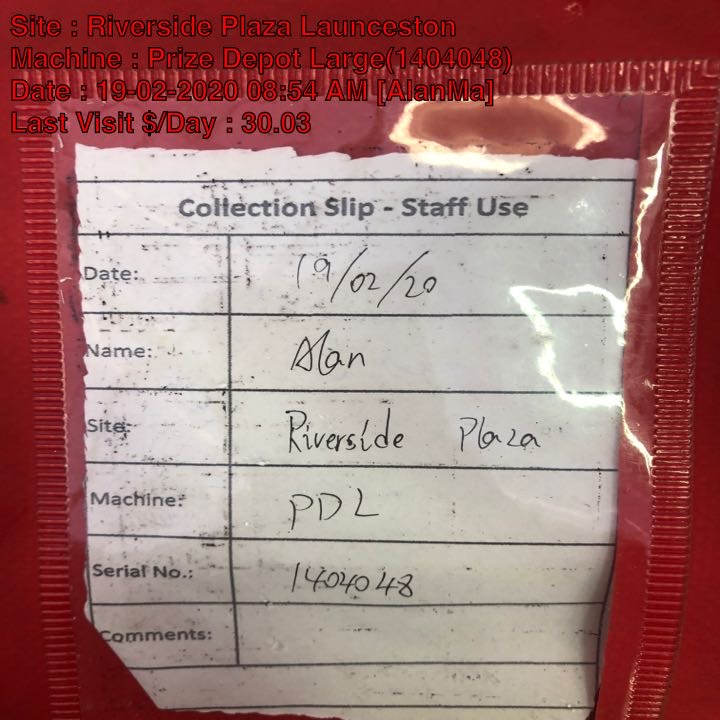 Site : Riverside Plaza Launceston
Machine : Prize Depot Large(1404048)
Date : 19-02-2020 08:54 AM [AlanMa]
Last Visit $/Day : 30.03
Collection Slip - Staff Use
Date: 19/02/20
Name: Alan
Site: Riverside Plaza
Machine: PDL
Serial No.: 1404048
Comments: